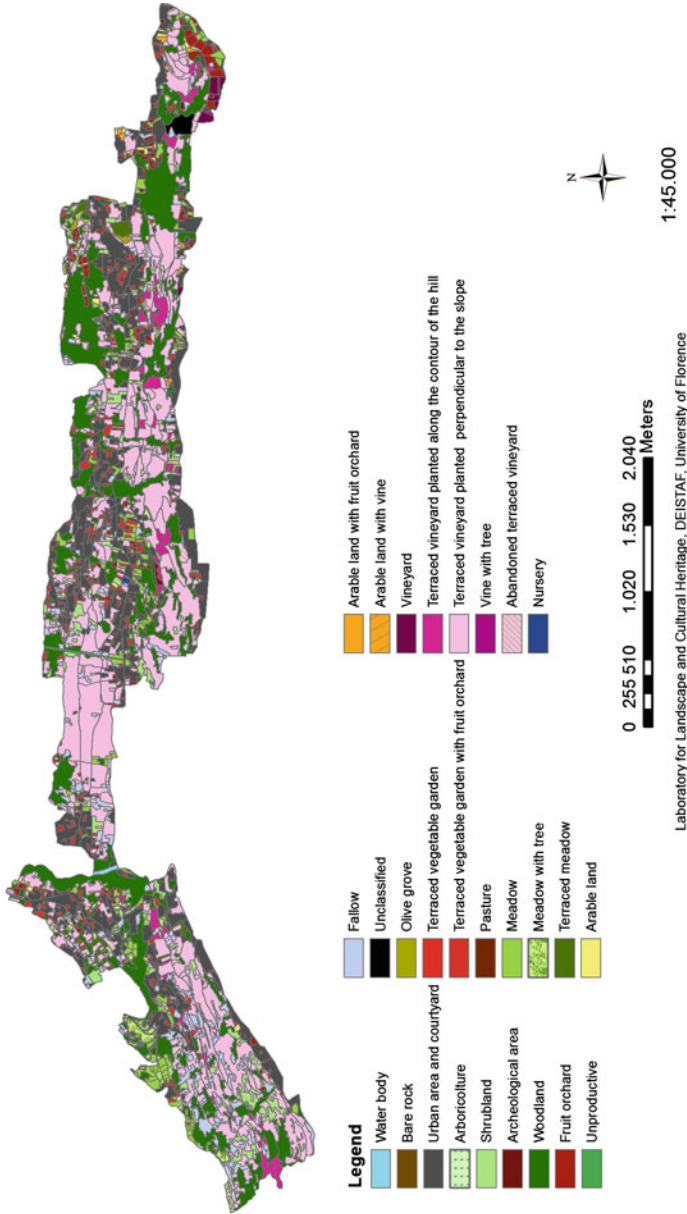 Legend
Water body
Bare rock
Urban area and courtyard
Arboricolture
Shrubland
Archeological area
Woodland
Fruit orchard
Unproductive
Fallow
Unclassified
Olive grove
Terraced vegetable garden
Terraced vegetable garden with fruit orchard
Pasture
Meadow
Meadow with tree
Terraced meadow
Arable land
Arable land with fruit orchard
Arable land with vine
Vineyard
Terraced vineyard planted along the contour of the hill
Terraced vineyard planted perpendicular to the slope
Vine with tree
Abandoned terraced vineyard
Nursery
N
0 255 510 1.020 1.530 2.040
Meters
1:45.000
Laboratory for Landscape and Cultural Heritage, DEISTAF, University of Florence